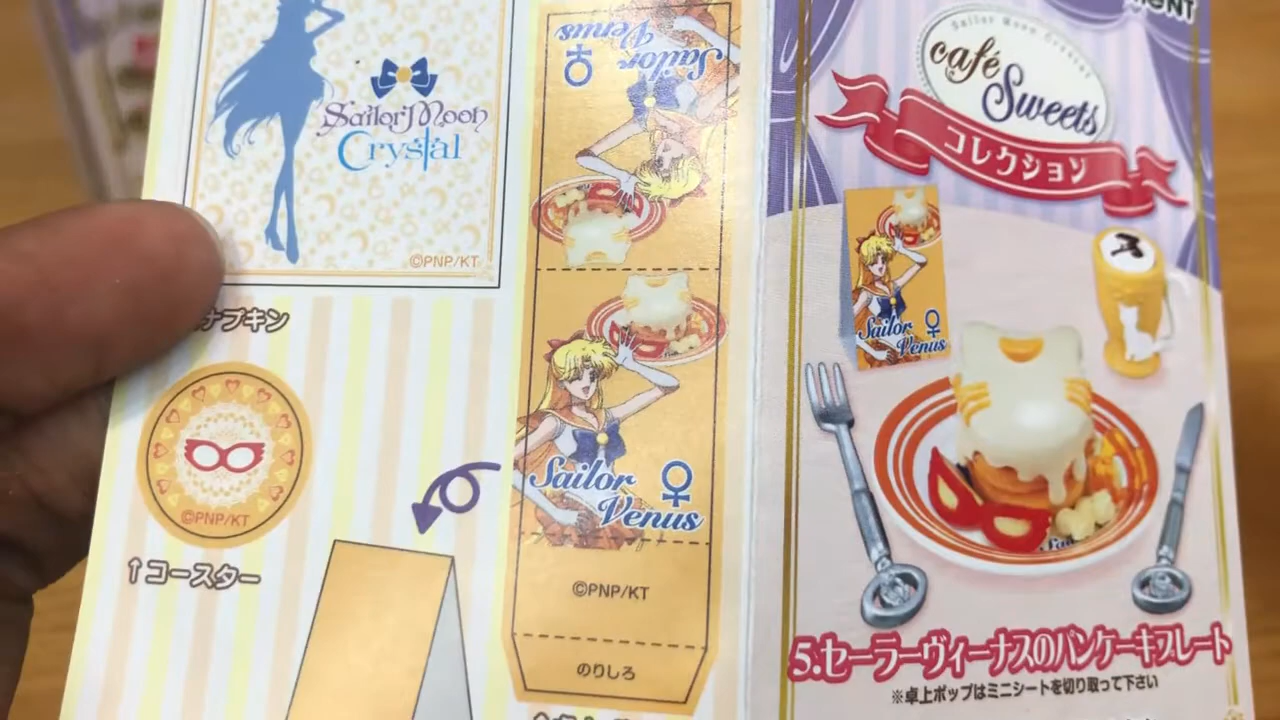 Sailor Moon
Crystal
©PNP/KT
ナプキン
©PNP/KT
↑コースター
Sailor
Venus
♀
Sailor
Venus
♀
©PNP/KT
のりしろ
Sailor Moon Crystal
café
Sweets
コレクション
Sailor
Venus
♀
5.セーラーヴィーナスのパンケーキプレート
※卓上ポップはミニシートを切り取って下さい